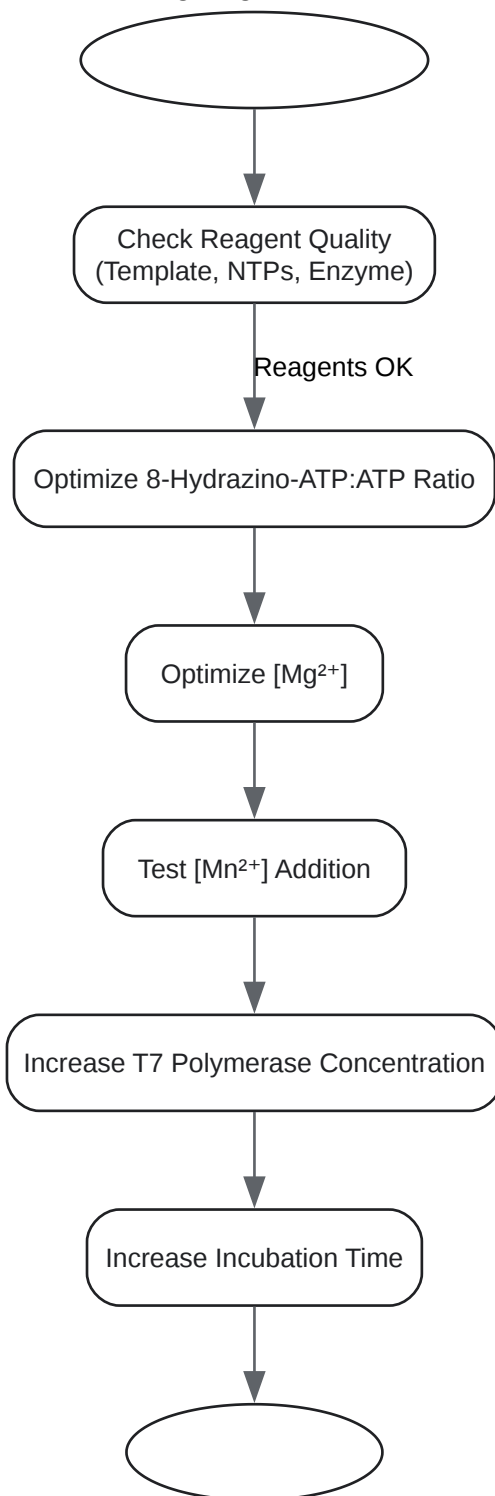 Check Reagent Quality
(Template, NTPs, Enzyme)
Reagents OK
Optimize 8-Hydrazino-ATP:ATP Ratio
Optimize [Mg²⁺]
Test [Mn²⁺] Addition
Increase T7 Polymerase Concentration
Increase Incubation Time